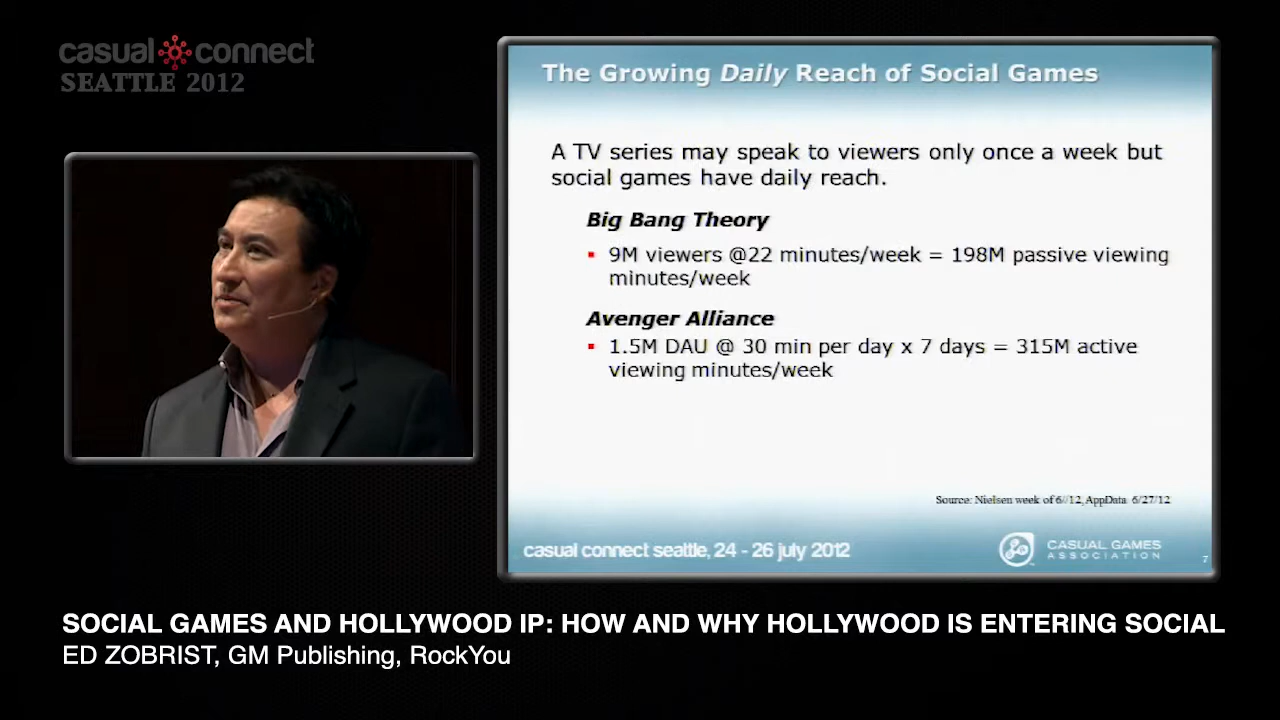 casual connect
SEATTLE 2012
The Growing Daily Reach of Social Games
A TV series may speak to viewers only once a week but
social games have daily reach.
Big Bang Theory
▪ 9M viewers @22 minutes/week = 198M passive viewing
minutes/week
Avenger Alliance
▪ 1.5M DAU @ 30 min per day x 7 days = 315M active
viewing minutes/week
Source: Nielsen week of 6//12, AppData 6/27/12
casual connect seattle, 24 - 26 july 2012
CASUAL GAMES
ASSOCIATION
7
SOCIAL GAMES AND HOLLYWOOD IP: HOW AND WHY HOLLYWOOD IS ENTERING SOCIAL
ED ZOBRIST, GM Publishing, RockYou